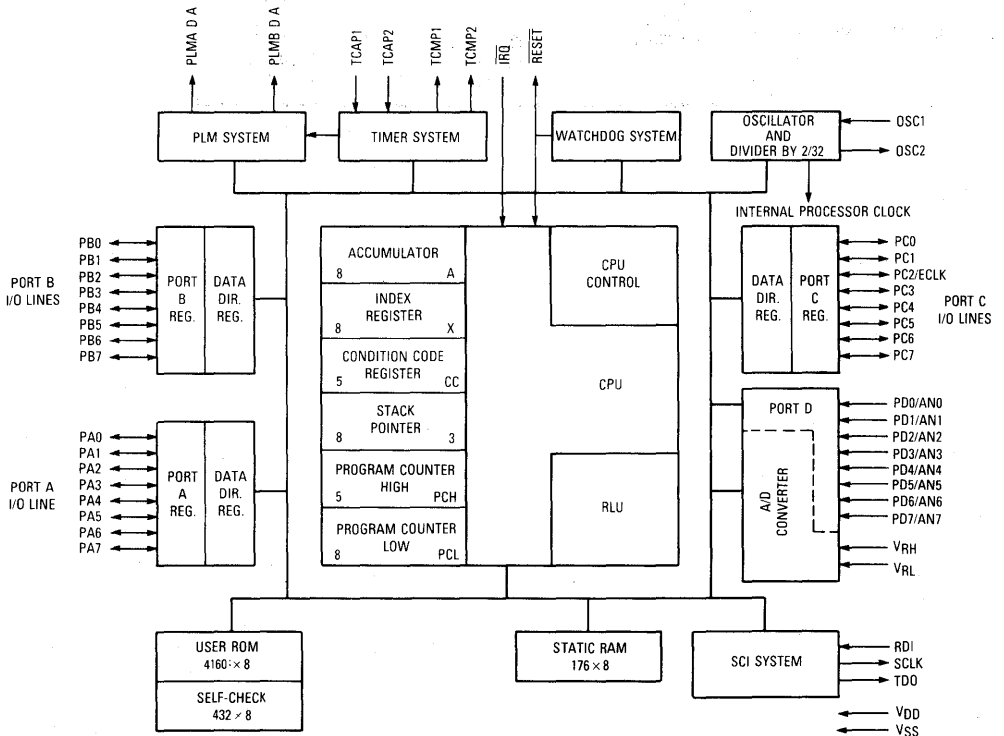 PLMA D A
PLMB D A
TCAP1
TCAP2
TCMP1
TCMP2
IRQ
RESET
PLM SYSTEM
TIMER SYSTEM
WATCHDOG SYSTEM
OSCILLATOR
AND
DIVIDER BY 2/32
OSC1
OSC2
INTERNAL PROCESSOR CLOCK
PORT B
I/O LINES
PB0
PB1
PB2
PB3
PB4
PB5
PB6
PB7
PORT
B
REG.
DATA
DIR.
REG.
PORT A
I/O LINE
PA0
PA1
PA2
PA3
PA4
PA5
PA6
PA7
PORT
A
REG.
DATA
DIR.
REG.
ACCUMULATOR
8 A
INDEX
REGISTER
8 X
CONDITION CODE
REGISTER
5 CC
STACK
POINTER
8 3
PROGRAM COUNTER
HIGH
5 PCH
PROGRAM COUNTER
LOW
8 PCL
CPU
CONTROL
CPU
RLU
DATA
DIR.
REG.
PORT
C
REG.
PC0
PC1
PC2/ECLK
PC3
PC4
PC5
PC6
PC7
PORT C
I/O LINES
PORT D
A/D
CONVERTER
PD0/AN0
PD1/AN1
PD2/AN2
PD3/AN3
PD4/AN4
PD5/AN5
PD6/AN6
PD7/AN7
VRH
VRL
USER ROM
4160 × 8
SELF-CHECK
432 × 8
STATIC RAM
176 × 8
SCI SYSTEM
RDI
SCLK
TDO
VDD
VSS